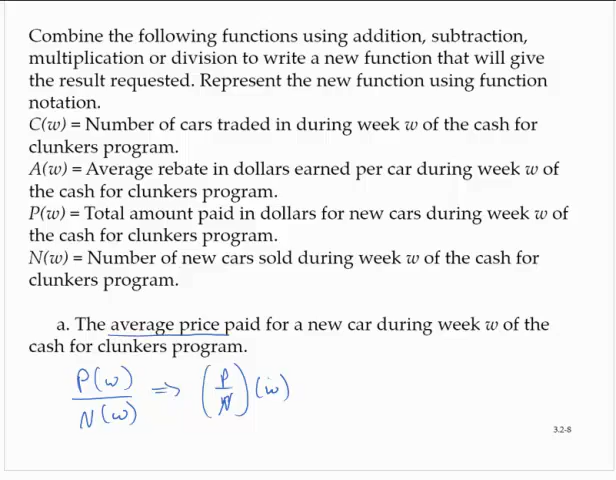 Combine the following functions using addition, subtraction,
multiplication or division to write a new function that will give
the result requested. Represent the new function using function
notation.
C(w) = Number of cars traded in during week w of the cash for
clunkers program.
A(w) = Average rebate in dollars earned per car during week w of
the cash for clunkers program.
P(w) = Total amount paid in dollars for new cars during week w of
the cash for clunkers program.
N(w) = Number of new cars sold during week w of the cash for
clunkers program.
a. The average price paid for a new car during week w of the
cash for clunkers program.
P(w)/N(w) ⇒ (P/N)(w)
3.2-8